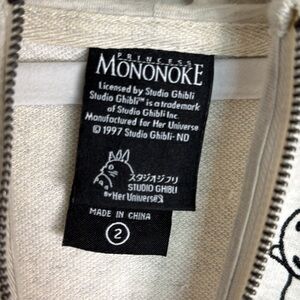 PRINCESS
MONONOKE
Licensed by Studio Ghibli
Studio Ghibli™ is a trademark
of Studio Ghibli Inc.
Manufactured for Her Universe
© 1997 Studio Ghibli・ND
スタジオジブリ
STUDIO GHIBLI
BY Her Universe
MADE IN CHINA
2